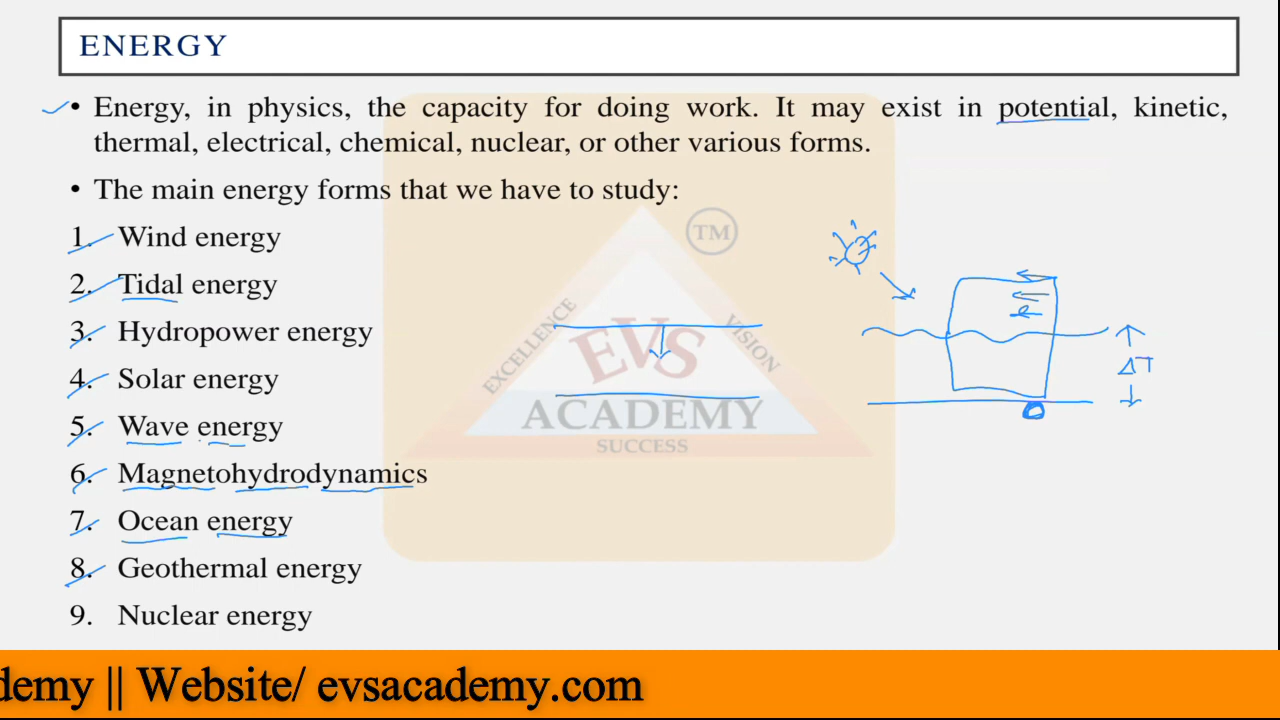 ENERGY
• Energy, in physics, the capacity for doing work. It may exist in potential, kinetic,
thermal, electrical, chemical, nuclear, or other various forms.
• The main energy forms that we have to study:
1. Wind energy
2. Tidal energy
3. Hydropower energy
4. Solar energy
5. Wave energy
6. Magnetohydrodynamics
7. Ocean energy
8. Geothermal energy
9. Nuclear energy
TM
EXCELLENCE
VISION
EVS
ACADEMY
SUCCESS
ΔT
demy || Website/ evsacademy.com